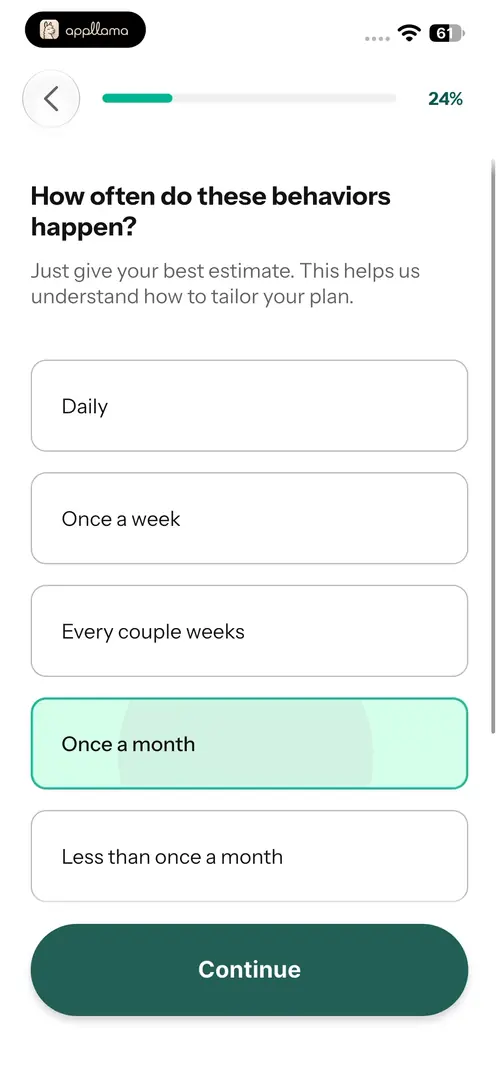 appllama
61
24%
How often do these behaviors
happen?
Just give your best estimate. This helps us
understand how to tailor your plan.
Daily
Once a week
Every couple weeks
Once a month
Less than once a month
Continue